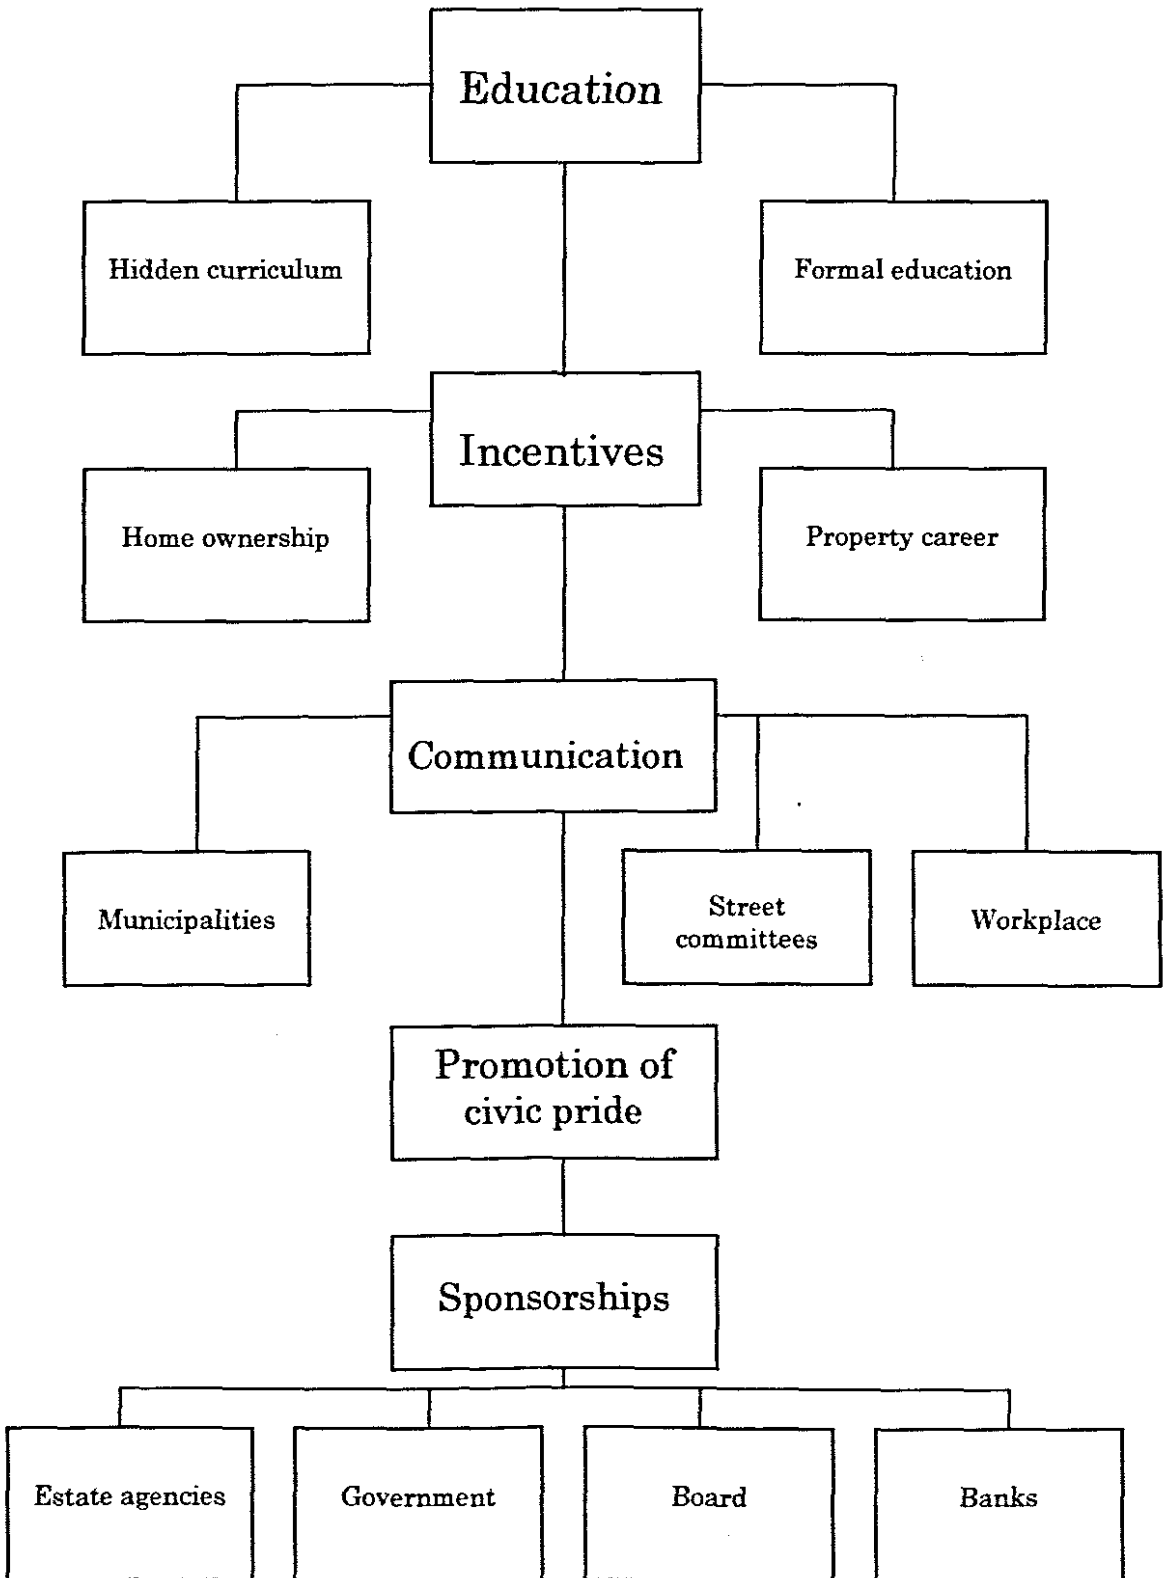 Education
Hidden curriculum
Formal education
Incentives
Home ownership
Property career
Communication
Municipalities
Street
committees
Workplace
Promotion of
civic pride
Sponsorships
Estate agencies
Government
Board
Banks